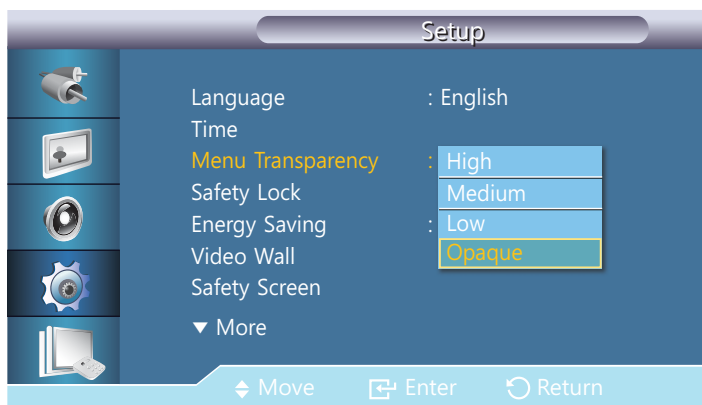 Setup
Language : English
Time
Menu Transparency : High
Medium
Safety Lock
Energy Saving : Low
Video Wall Opaque
Safety Screen
▼ More
Move Enter Return